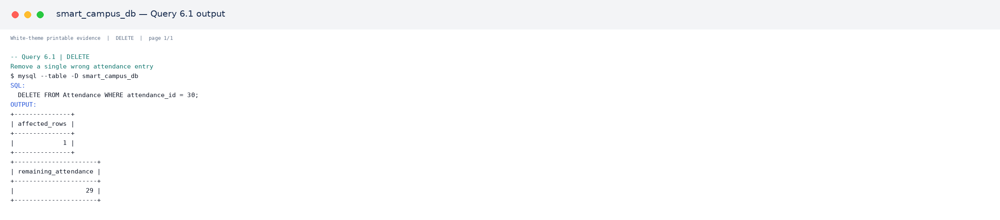 smart_campus_db — Query 6.1 output
White-theme printable evidence | DELETE | page 1/1
-- Query 6.1 | DELETE
Remove a single wrong attendance entry
$ mysql --table -D smart_campus_db
SQL:
  DELETE FROM Attendance WHERE attendance_id = 30;
OUTPUT:
+---------------+
| affected_rows |
+---------------+
|             1 |
+---------------+
+----------------------+
| remaining_attendance |
+----------------------+
|                   29 |
+----------------------+